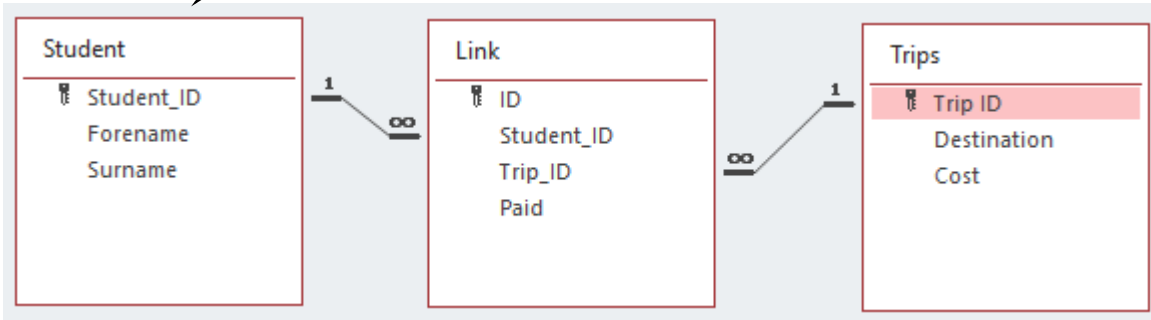 Student
Student_ID
Forename
Surname
1
∞
Link
ID
Student_ID
Trip_ID
Paid
∞
1
Trips
Trip ID
Destination
Cost